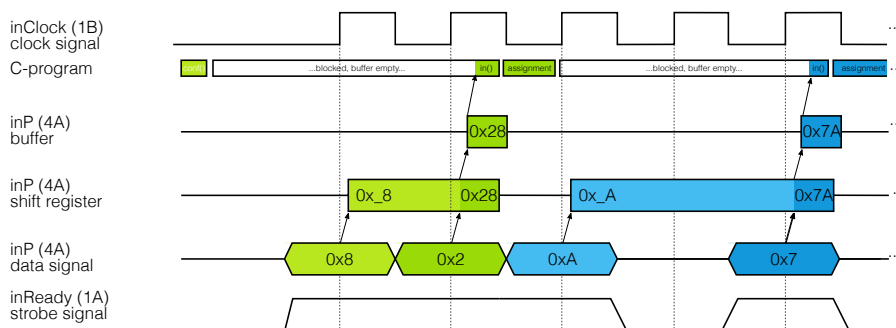 inClock (1B)
clock signal
...
C-program
conf()
...blocked, buffer empty...
in()
assignment
...blocked, buffer empty...
in()
assignment
...
inP (4A)
buffer
0x28
0x7A
...
inP (4A)
shift register
0x_8
0x28
0x_A
0x7A
...
inP (4A)
data signal
0x8
0x2
0xA
0x7
...
inReady (1A)
strobe signal